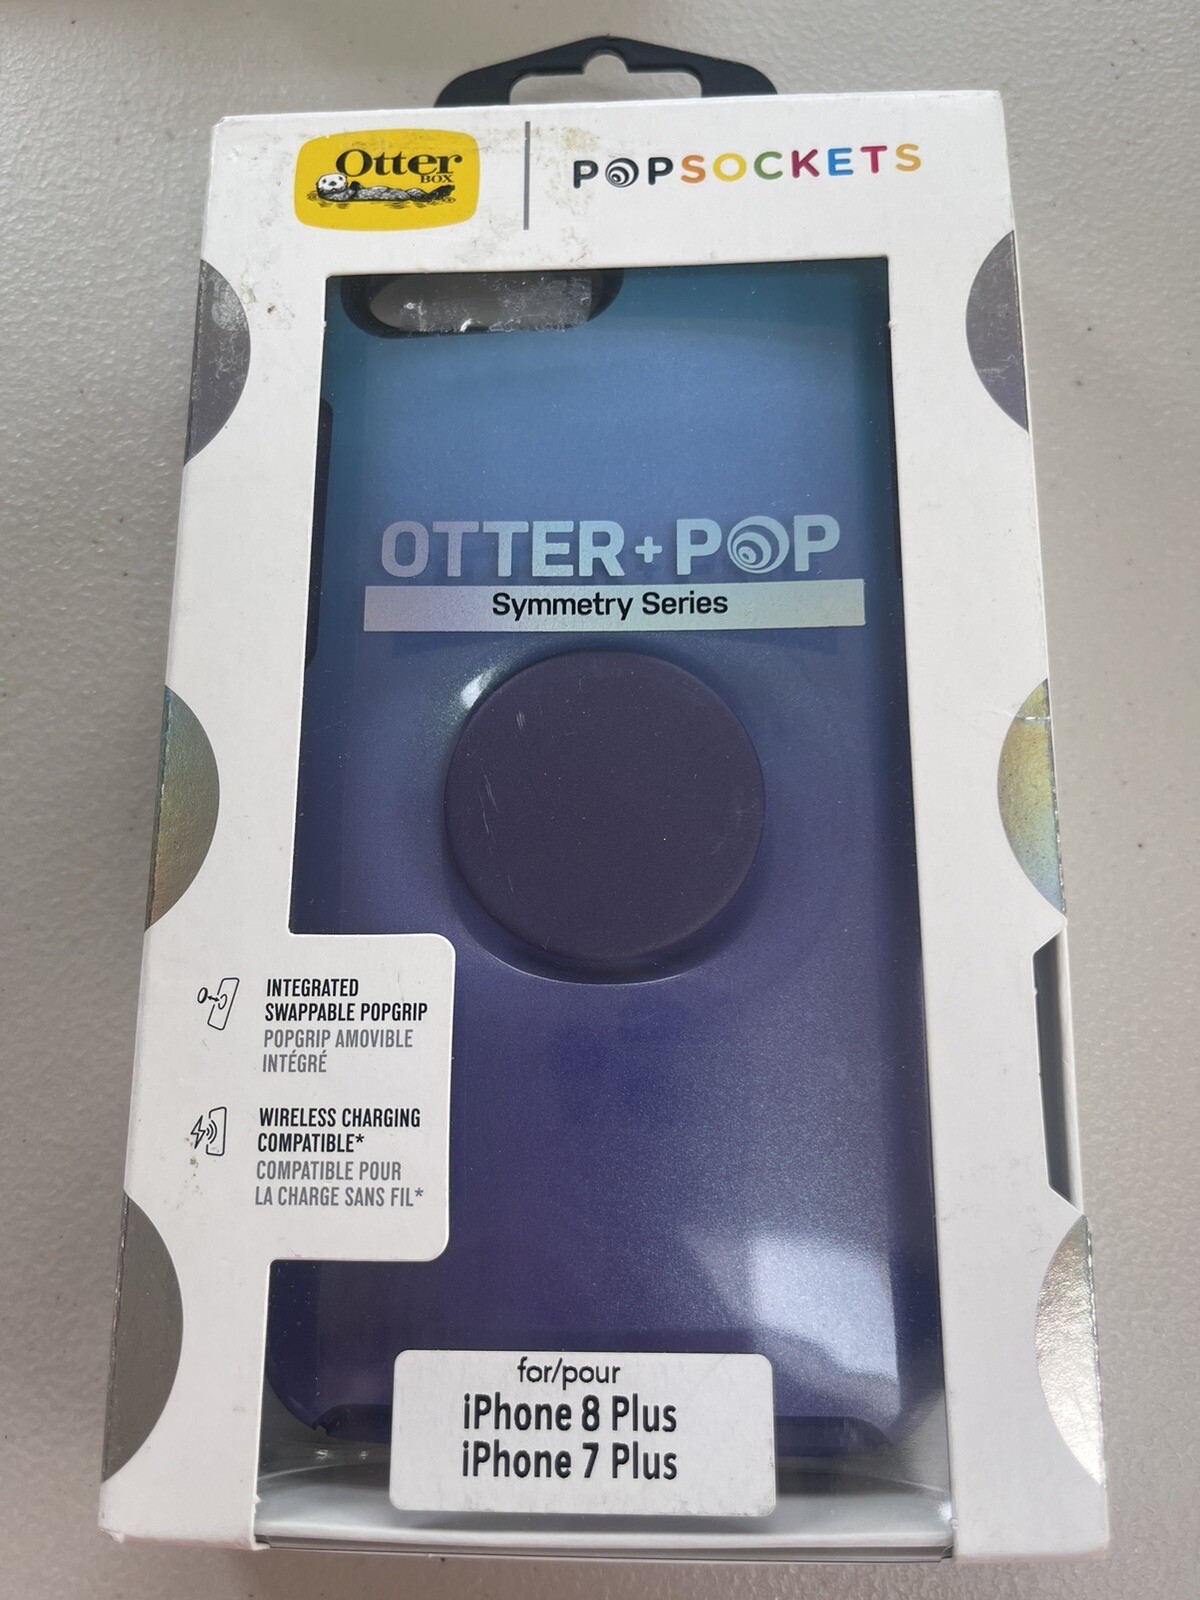 Otter
BOX
POPSOCKETS
OTTER + POP
Symmetry Series
INTEGRATED
SWAPPABLE POPGRIP
POPGRIP AMOVIBLE
INTÉGRÉ
WIRELESS CHARGING
COMPATIBLE*
COMPATIBLE POUR
LA CHARGE SANS FIL*
for/pour
iPhone 8 Plus
iPhone 7 Plus